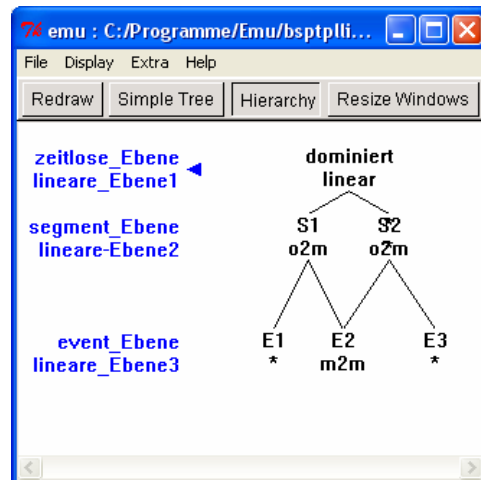 emu : C:/Programme/Emu/bsptplli...
File Display Extra Help
Redraw Simple Tree Hierarchy Resize Windows
zeitlose_Ebene dominiert
lineare_Ebene1 linear
segment_Ebene S1 S2
lineare-Ebene2 o2m o2m
event_Ebene E1 E2 E3
lineare_Ebene3 * m2m *